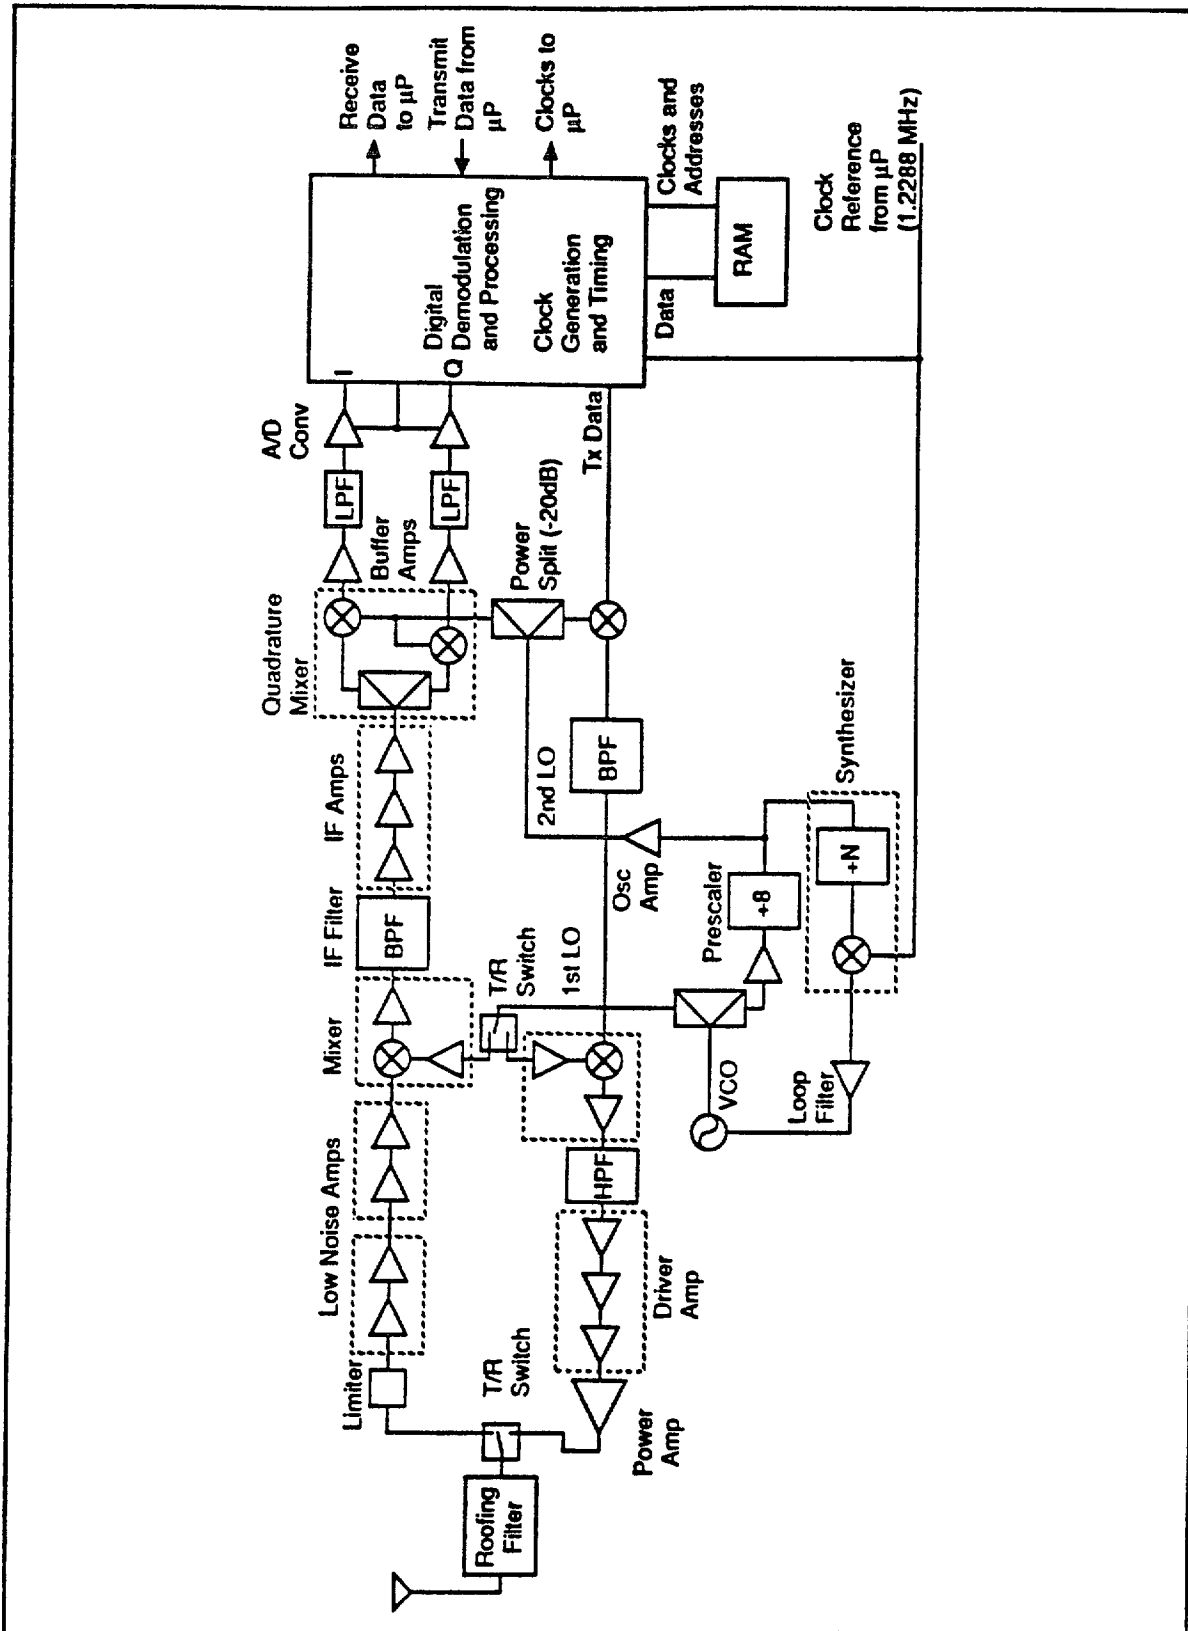 Receive
Data
to µP
Transmit
Data from
µP
Clocks to
µP
A/D
Conv
I
Q
Digital
Demodulation
and Processing
Clock
Generation
and Timing
Clocks and
Addresses
Data
RAM
Clock
Reference
from µP
(1.2288 MHz)
Quadrature
Mixer
LPF
LPF
Buffer
Amps
Power
Split (-20dB)
Tx Data
IF Amps
2nd LO
BPF
Synthesizer
IF Filter
BPF
Osc
Amp
Prescaler
÷8
÷N
Mixer
T/R
Switch
1st LO
VCO
Loop
Filter
Low Noise Amps
HPF
Driver
Amp
Limiter
T/R
Switch
Power
Amp
Roofing
Filter